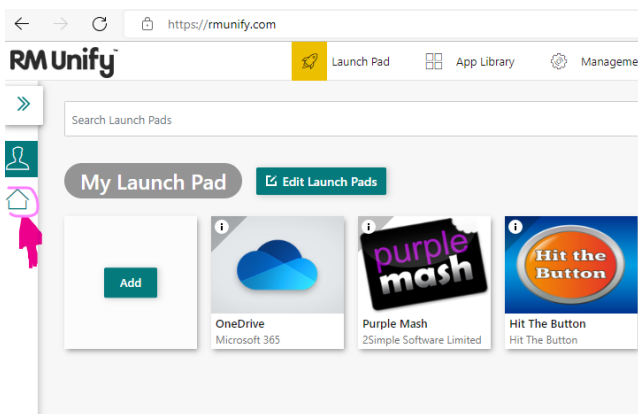 https://rmunify.com
RM Unify™
Launch Pad
App Library
Manageme
Search Launch Pads
My Launch Pad
Edit Launch Pads
Add
i
OneDrive
Microsoft 365
i
purple
mash
Purple Mash
2Simple Software Limited
i
Hit the
Button
Hit The Button
Hit The Button